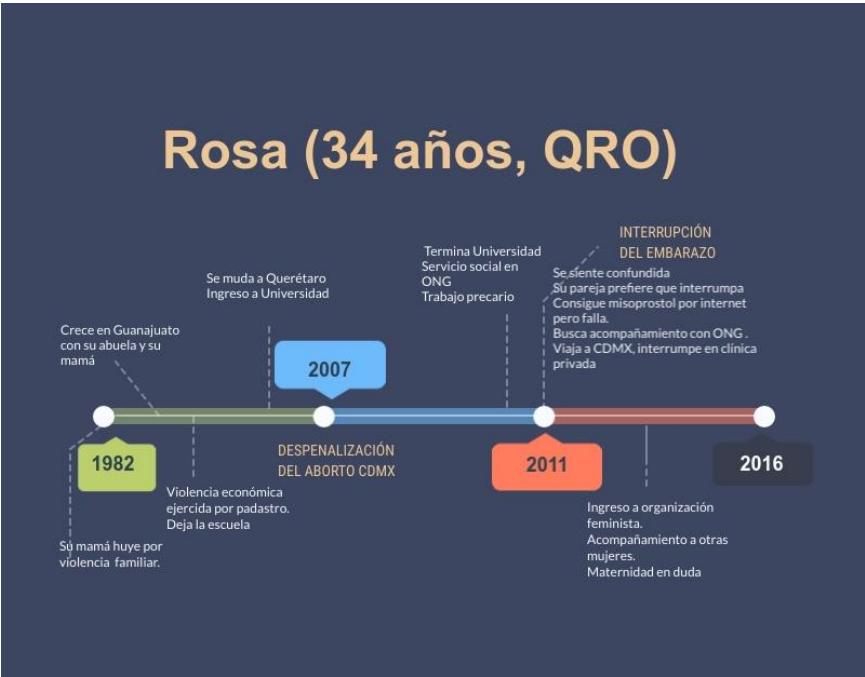 Rosa (34 años, QRO)
INTERRUPCIÓN
DEL EMBARAZO
Termina Universidad
Servicio social en
ONG
Trabajo precario
Se siente confundida
Su pareja prefiere que interrumpa
Consigue misoprostol por internet
pero falla.
Busca acompañamiento con ONG .
Viaja a CDMX, interrumpe en clínica
privada
Se muda a Querétaro
Ingreso a Universidad
Crece en Guanajuato
con su abuela y su
mamá
2007
1982
DESPENALIZACIÓN
DEL ABORTO CDMX
2011
2016
Violencia económica
ejercida por padastro.
Deja la escuela
Su mamá huye por
violencia familiar.
Ingreso a organización
feminista.
Acompañamiento a otras
mujeres.
Maternidad en duda